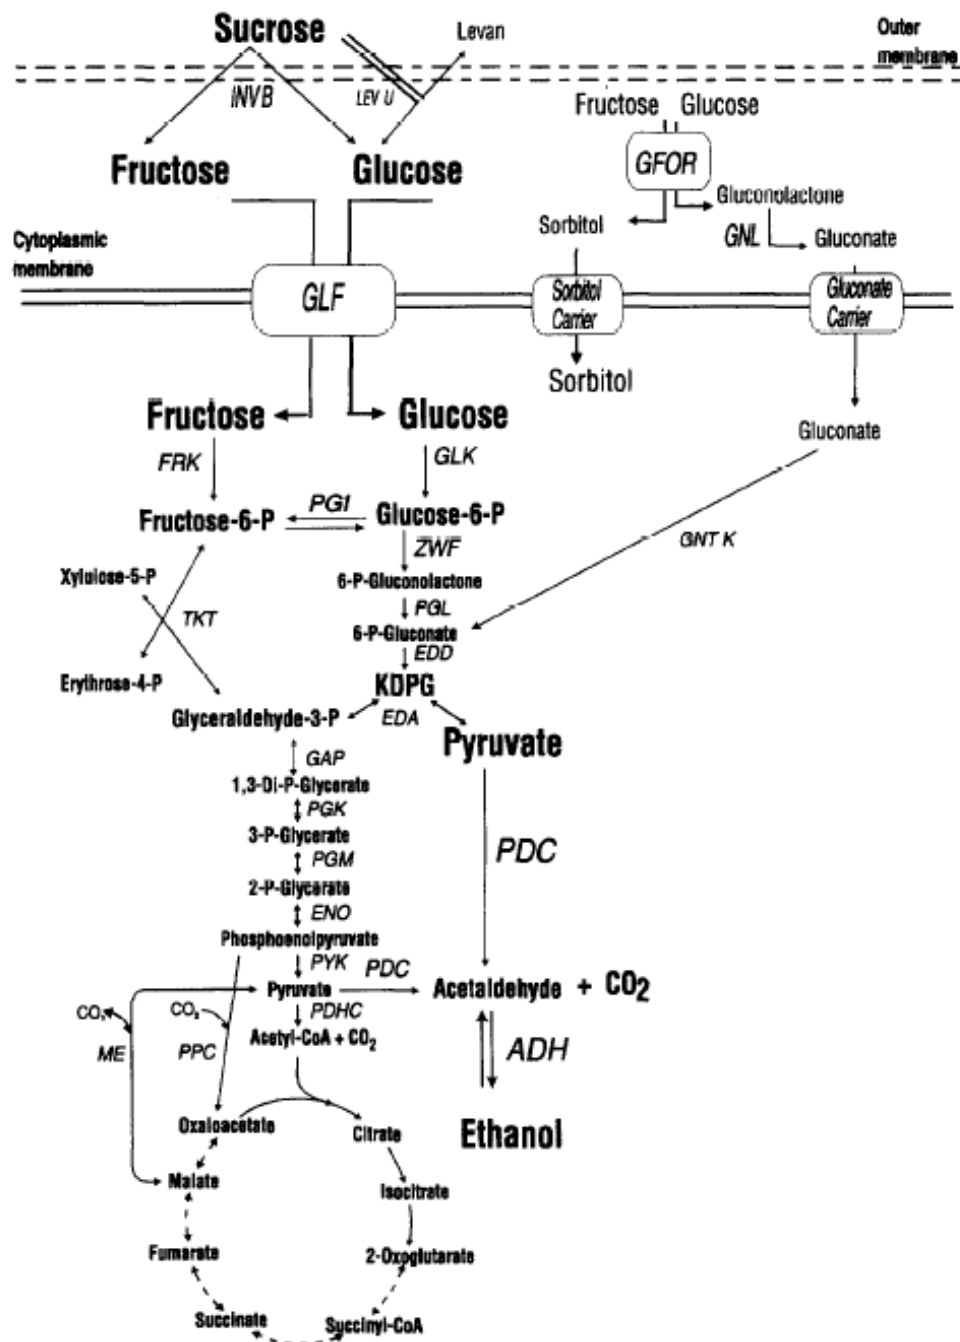 Sucrose
Levan
Outer
membrane
INVB
LEV U
Fructose Glucose
GFOR
Fructose
Glucose
Gluconolactone
Sorbitol
GNL
Gluconate
Cytoplasmic
membrane
GLF
Sorbitol
Carrier
Gluconate
Carrier
Sorbitol
Fructose
Glucose
Gluconate
FRK
GLK
Fructose-6-P
PGI
Glucose-6-P
ZWF
GNT K
Xylulose-5-P
6-P-Gluconolactone
TKT
PGL
6-P-Gluconate
EDD
Erythrose-4-P
KDPG
Glyceraldehyde-3-P
EDA
Pyruvate
GAP
1,3-Di-P-Glycerate
PGK
3-P-Glycerate
PGM
PDC
2-P-Glycerate
ENO
Phosphoenolpyruvate
PYK
PDC
Pyruvate
Acetaldehyde + CO2
CO2
CO2
PDHC
Acetyl-CoA + CO2
ME
PPC
ADH
Oxaloacetate
Citrate
Ethanol
Malate
Isocitrate
Fumarate
2-Oxoglutarate
Succinate
Succinyl-CoA